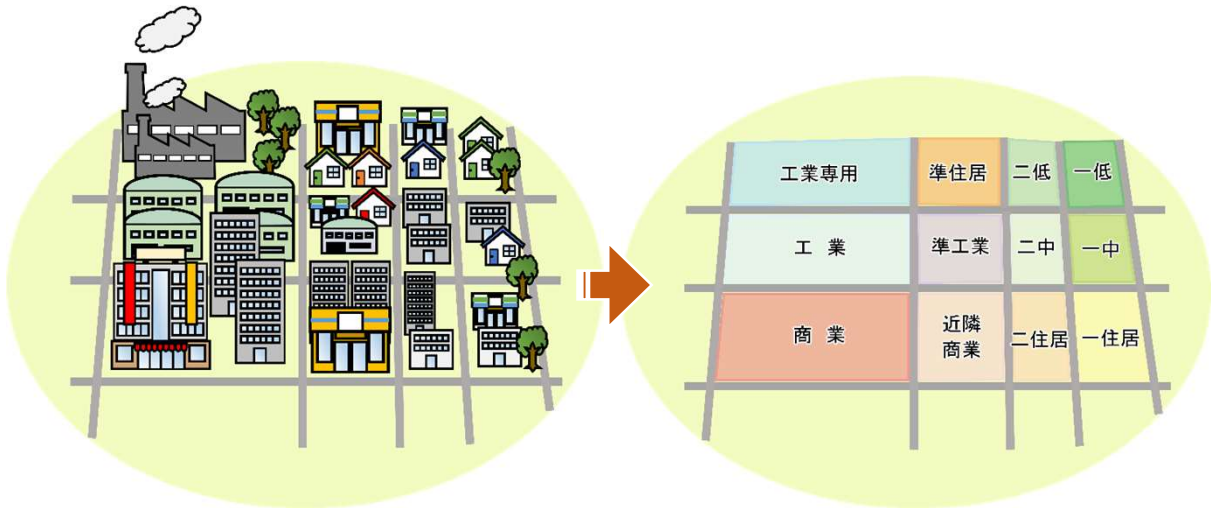 工業専用
準住居
二低
一低
工業
準工業
二中
一中
商業
近隣
商業
二住居
一住居